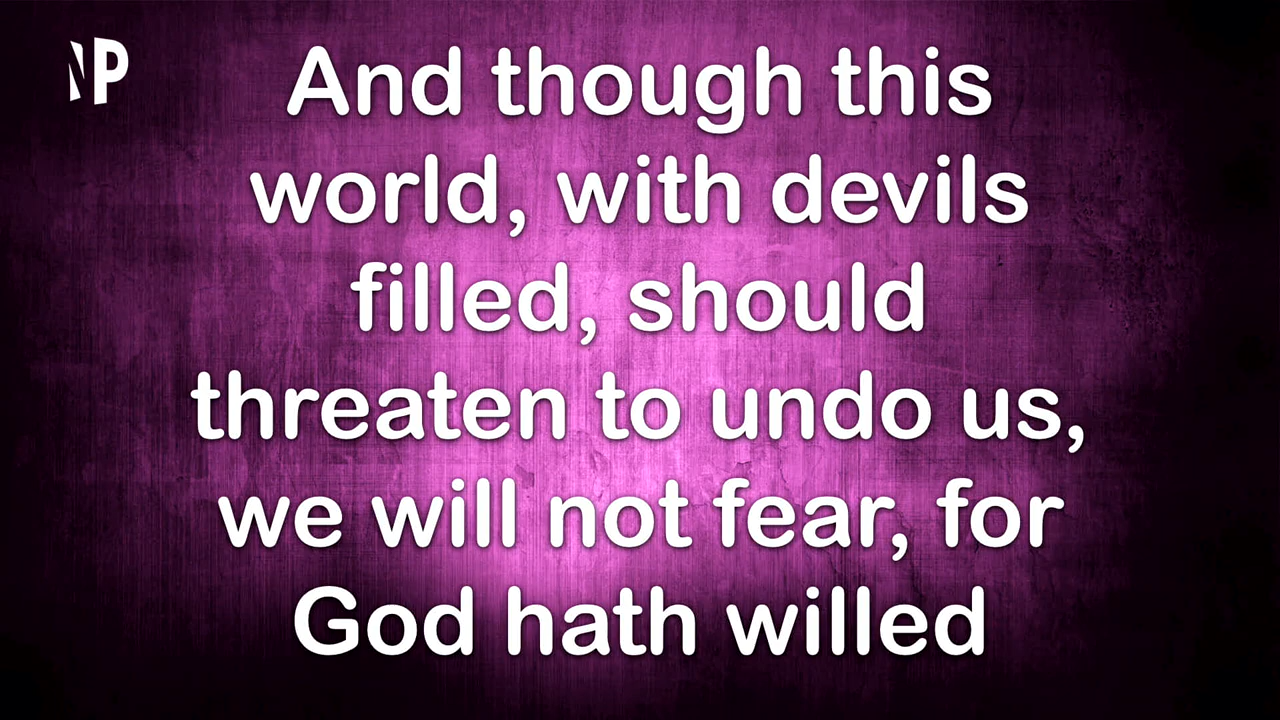 NP
And though this
world, with devils
filled, should
threaten to undo us,
we will not fear, for
God hath willed